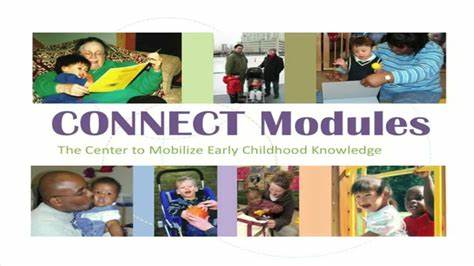 CONNECT Modules
The Center to Mobilize Early Childhood Knowledge